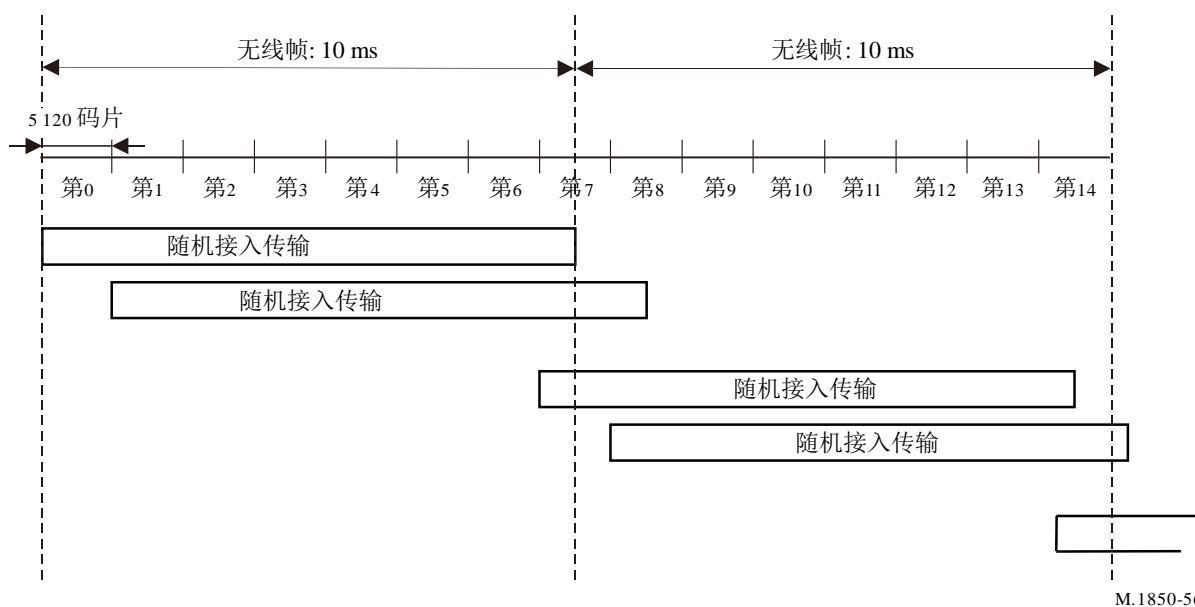 无线帧: 10 ms 无线帧: 10 ms
5 120 码片
第0 第1 第2 第3 第4 第5 第6 第7 第8 第9 第10 第11 第12 第13 第14
随机接入传输
随机接入传输
随机接入传输
随机接入传输
M.1850-56